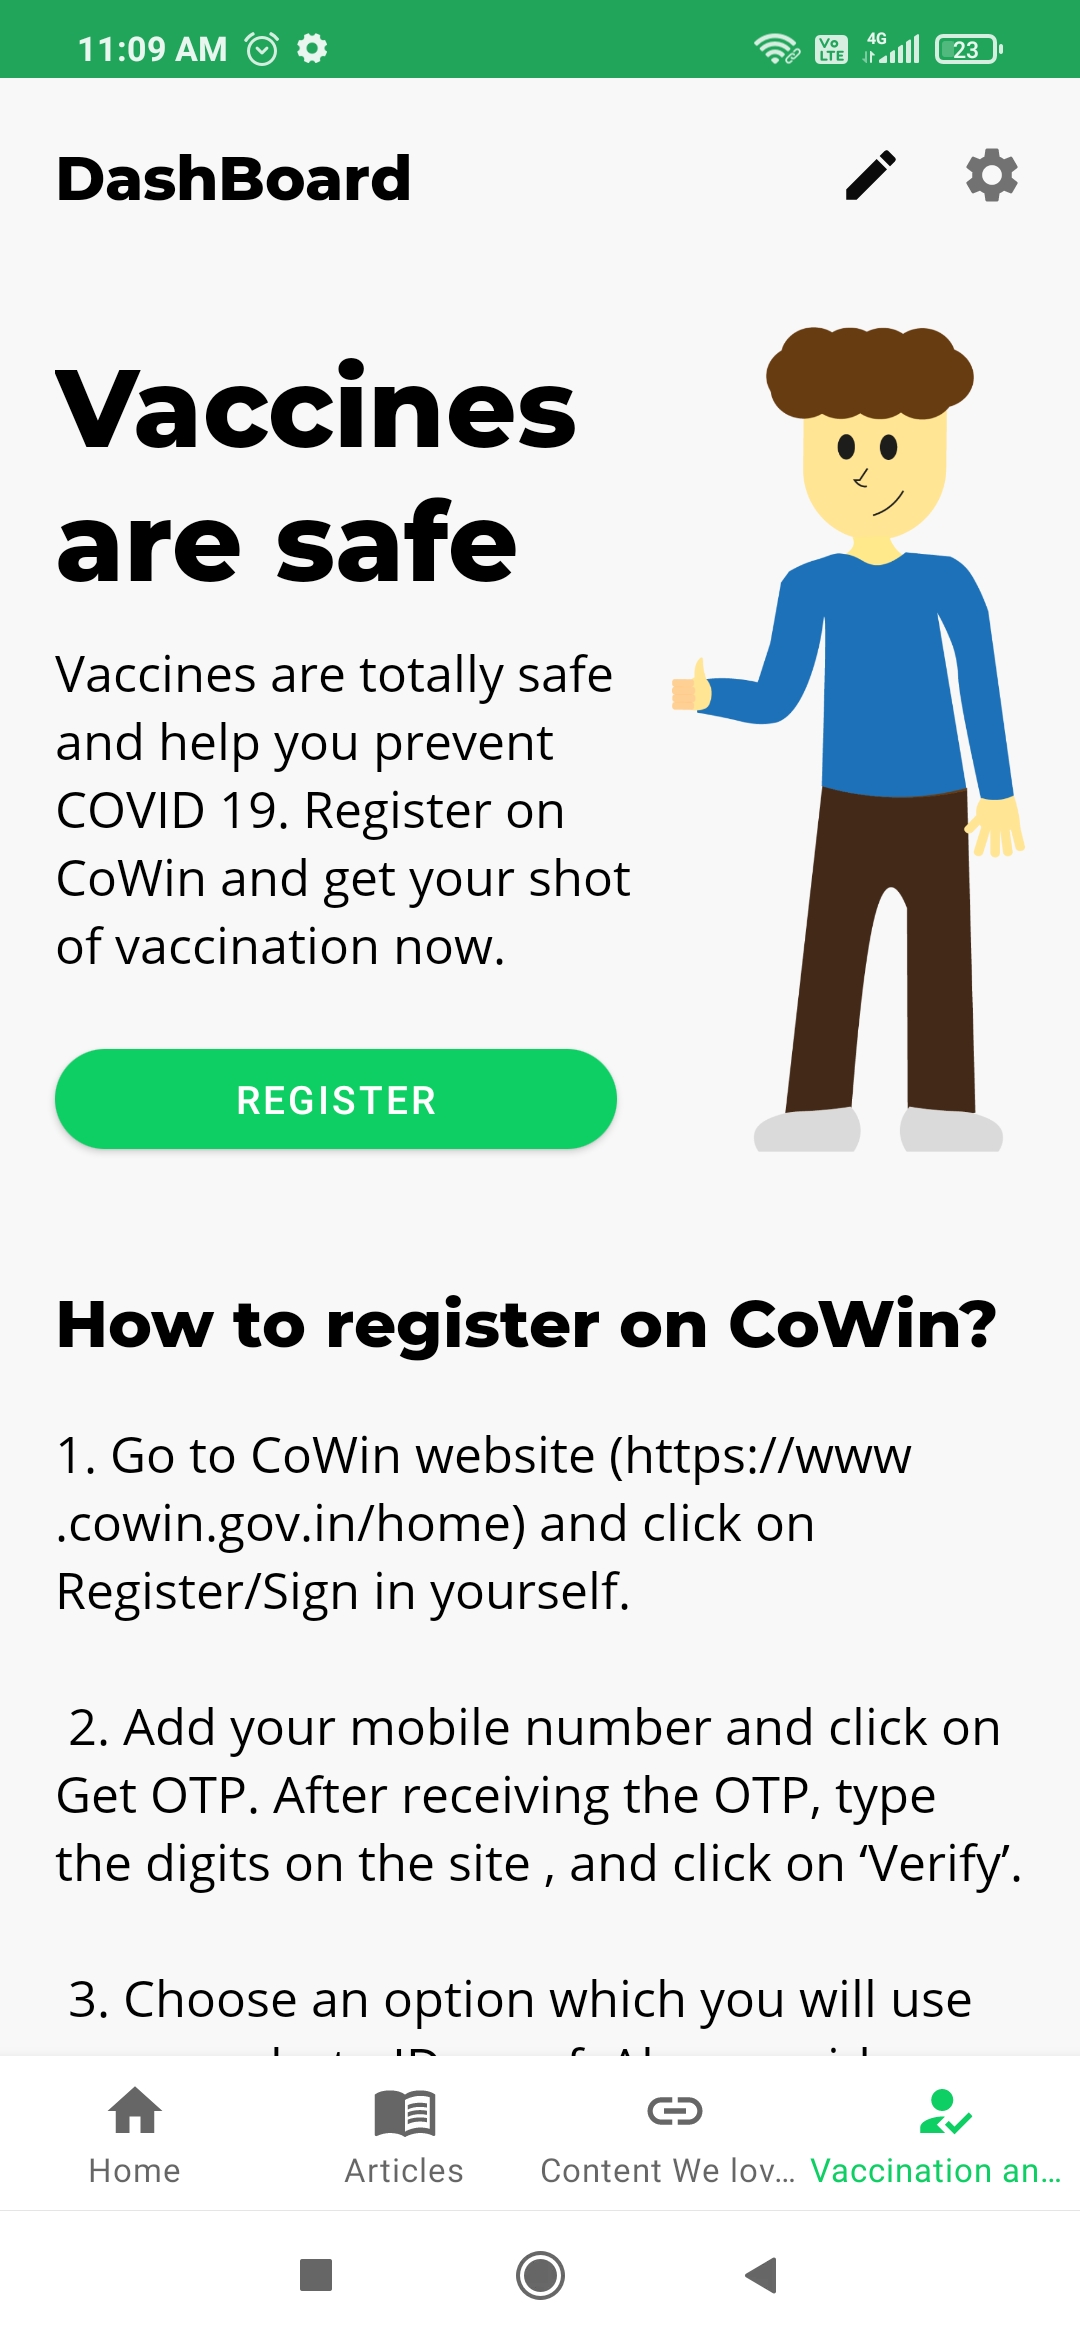 11:09 AM
Vo
LTE
4G
23
DashBoard
Vaccines
are safe
Vaccines are totally safe
and help you prevent
COVID 19. Register on
CoWin and get your shot
of vaccination now.
REGISTER
How to register on CoWin?
1. Go to CoWin website (https://www
.cowin.gov.in/home) and click on
Register/Sign in yourself.
2. Add your mobile number and click on
Get OTP. After receiving the OTP, type
the digits on the site , and click on ‘Verify’.
3. Choose an option which you will use
Home
Articles
Content We lov...
Vaccination an...